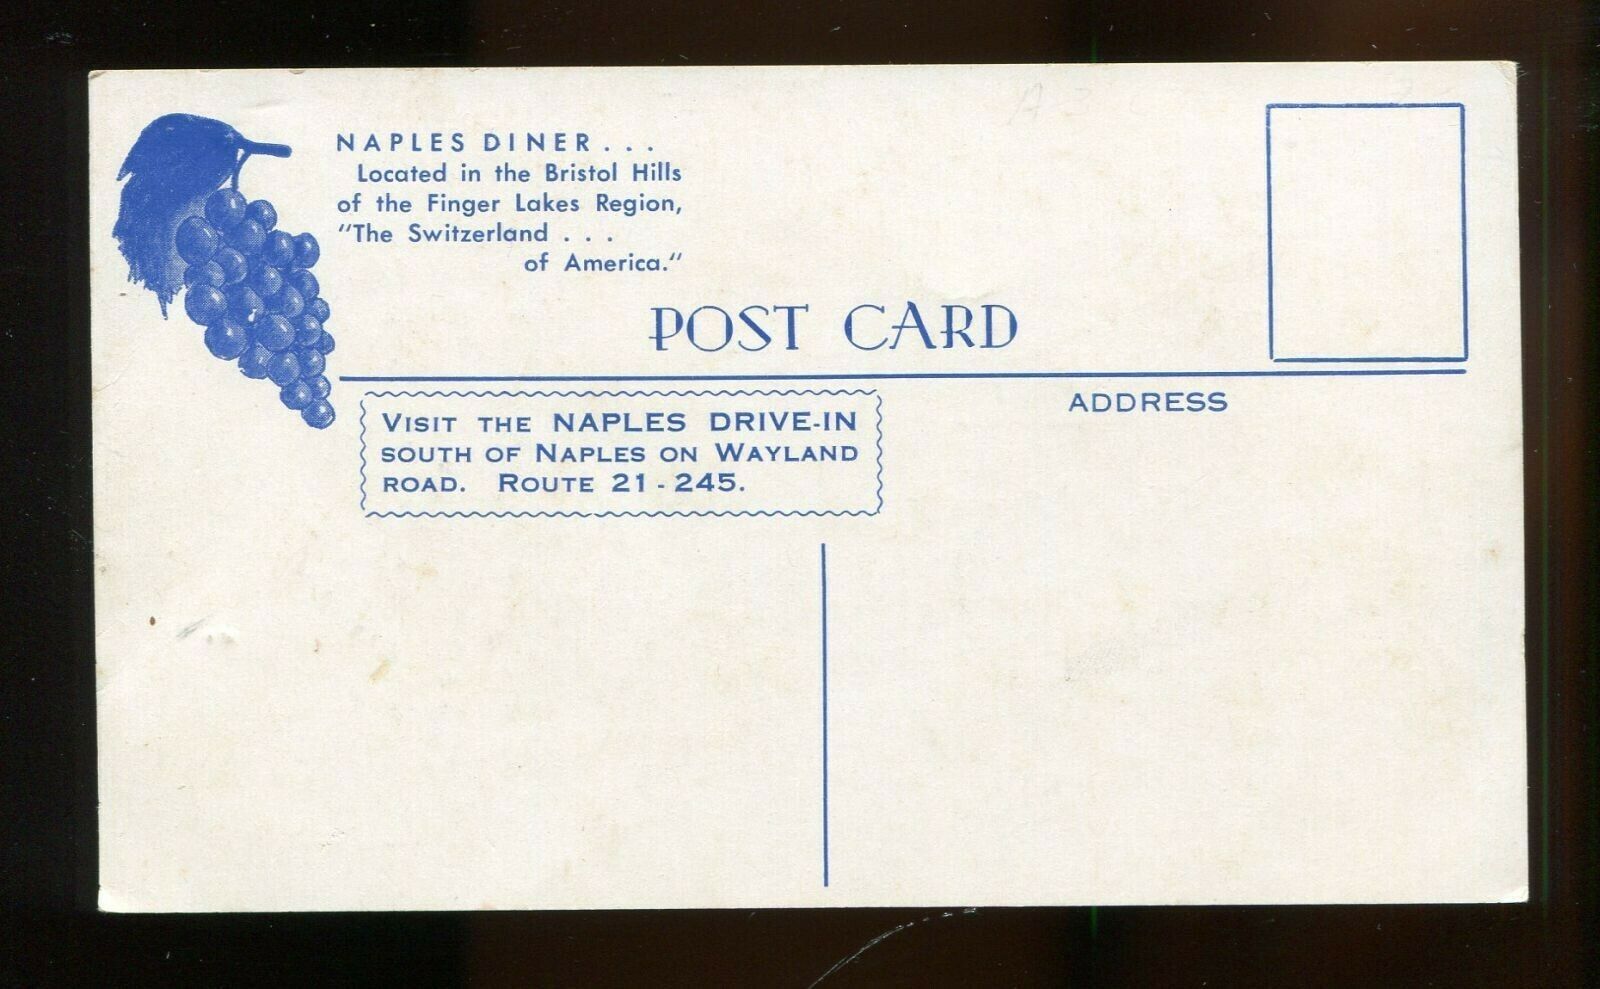 NAPLES DINER . . .
Located in the Bristol Hills
of the Finger Lakes Region,
"The Switzerland . . .
of America."
POST CARD
VISIT THE NAPLES DRIVE-IN
SOUTH OF NAPLES ON WAYLAND
ROAD. ROUTE 21 - 245.
ADDRESS